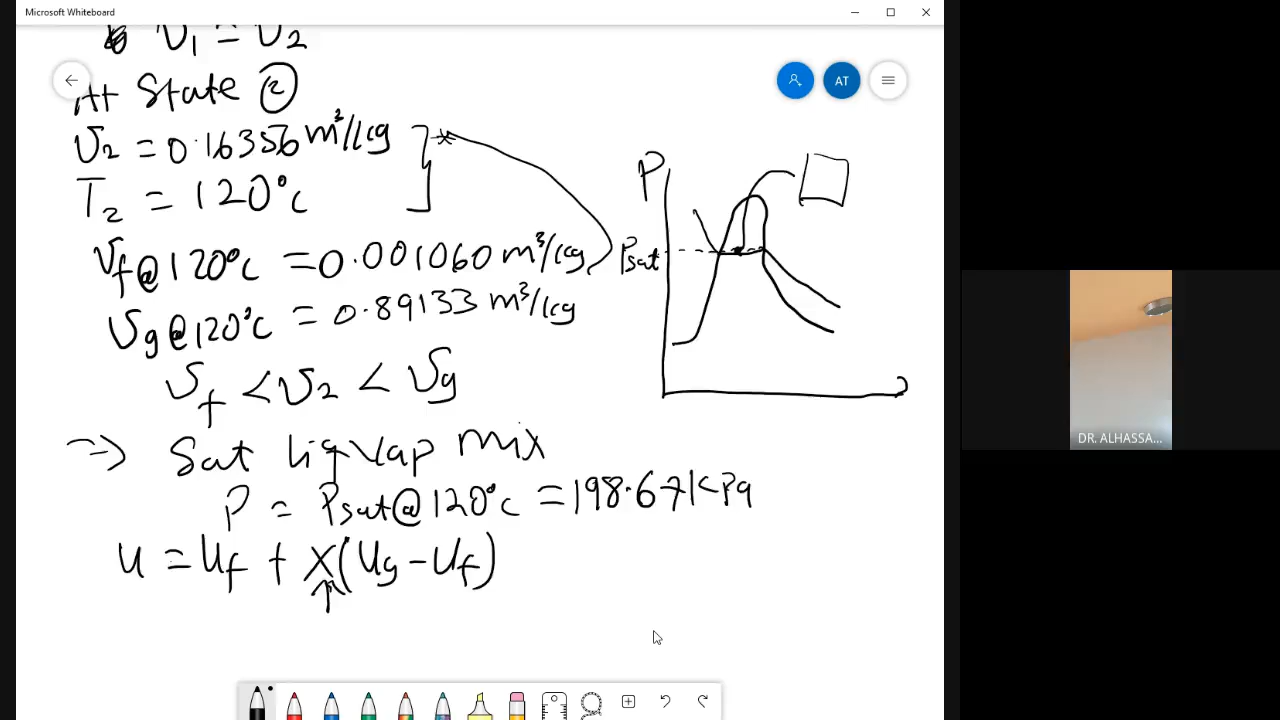 Microsoft Whiteboard
υ1 = υ2
At State ②
AT
υ2 = 0.16356 m³/kg
T2 = 120°C
υf@120°C = 0.001060 m³/kg
υg@120°C = 0.89133 m³/kg
υf < υ2 < υg
⇒ Sat liq vap mix
P = Psat@120°C = 198.67 kPa
u = uf + x(ug - uf)
P
Psat
υ
DR. ALHASSA...